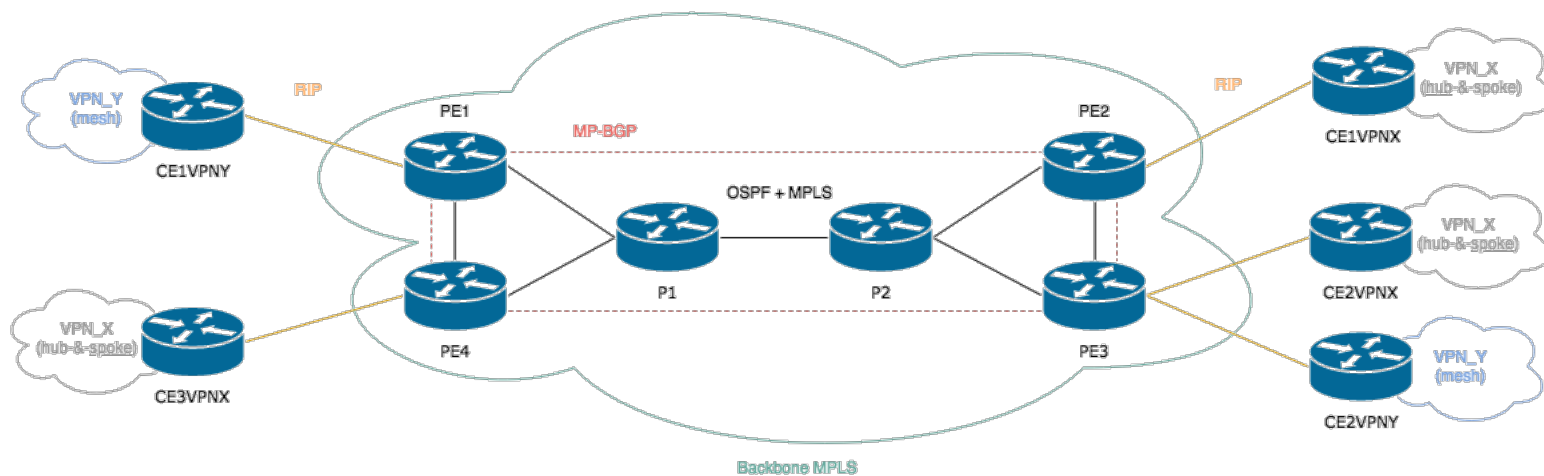 VPN_Y
(mesh)
CE1VPNY
RIP
PE1
MP-BGP
PE2
RIP
CE1VPNX
VPN_X
(hub-&-spoke)
OSPF + MPLS
P1
P2
CE2VPNX
VPN_X
(hub-&-spoke)
VPN_X
(hub-&-spoke)
CE3VPNX
PE4
PE3
CE2VPNY
VPN_Y
(mesh)
Backbone MPLS